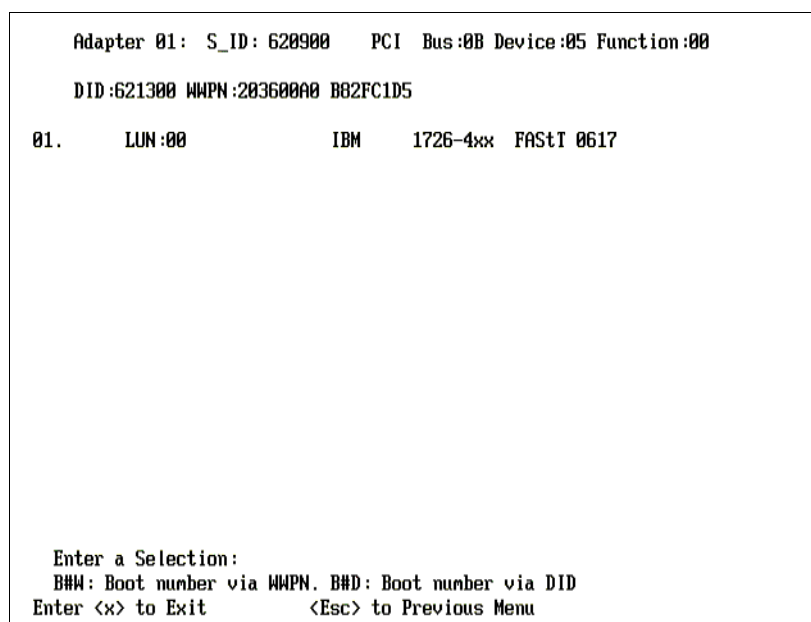 Adapter 01: S_ID: 620900 PCI Bus:0B Device:05 Function:00
DID:621300 WWPN:203600A0 B82FC1D5
01. LUN:00 IBM 1726-4xx FAStT 0617
Enter a Selection:
B#W: Boot number via WWPN. B#D: Boot number via DID
Enter <x> to Exit <Esc> to Previous Menu